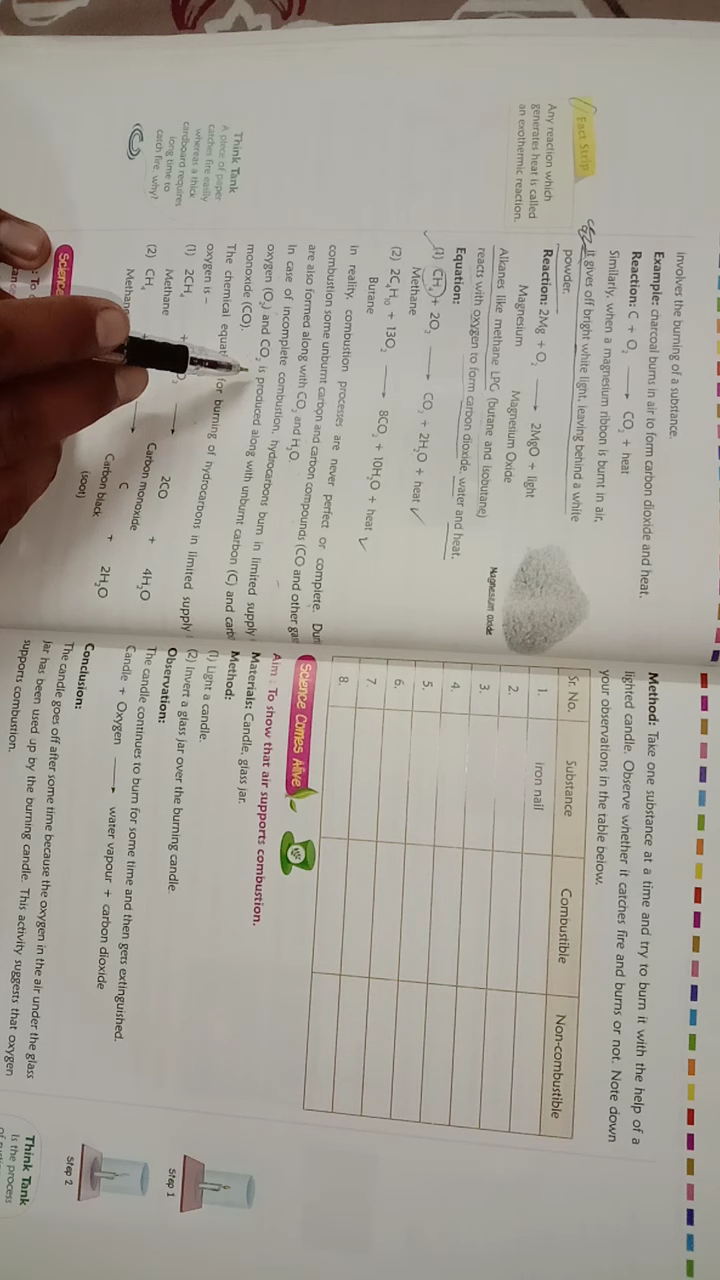 involves the burning of a substance.
Example: charcoal burns in air to form carbon dioxide and heat.
Reaction: C + O₂ ⟶ CO₂ + heat
Similarly, when a magnesium ribbon is burnt in air,
it gives off bright white light, leaving behind a white
powder.
Reaction: 2Mg + O₂ ⟶ 2MgO + light
Magnesium Magnesium Oxide
Alkanes like methane, LPG (butane and isobutane)
reacts with oxygen to form carbon dioxide, water and heat.
Equation:
(1) CH₄ + 2O₂ ⟶ CO₂ + 2H₂O + heat
Methane
(2) 2C₄H₁₀ + 13O₂ ⟶ 8CO₂ + 10H₂O + heat
Butane
In reality, combustion processes are never perfect or complete.
combustion some unburnt carbon and carbon compounds (CO and other
are also formed along with CO₂ and H₂O.
In case of incomplete combustion, hydrocarbons burn in limited supply
oxygen (O₂) and CO₂ is produced along with unburnt carbon (C) and
monoxide (CO).
The chemical for burning of hydrocarbons in limited supply
oxygen is –
(1) 2CH₄ + ⟶ 2CO + 4H₂O
Methane Carbon monoxide
(2) CH₄ + ⟶ C + 2H₂O
Carbon black
(soot)
Science
Fact Strip
Any reaction which
generates heat is called
an exothermic reaction.
Think Tank
A piece of paper
catches fire easily
whereas a thick
cardboard requires
long time to
catch fire. why?
Magnesium oxide
Method: Take one substance at a time and try to burn it with the help of a
lighted candle. Observe whether it catches fire and burns or not. Note down
your observations in the table below.
Sr. No. Substance Combustible Non-combustible
1. iron nail
2.
3.
4.
5.
6.
7.
8.
Science Comes Alive
Aim : To show that air supports combustion.
Materials: Candle, glass jar.
Method:
(1) Light a candle.
(2) Invert a glass jar over the burning candle.
Observation:
The candle continues to burn for some time and then gets extinguished.
Candle + Oxygen ⟶ water vapour + carbon dioxide
Conclusion:
The candle goes off after some time because the oxygen in the air under the glass
jar has been used up by the burning candle. This activity suggests that oxygen
supports combustion.
Step 1
Step 2
Think Tank
Is the process